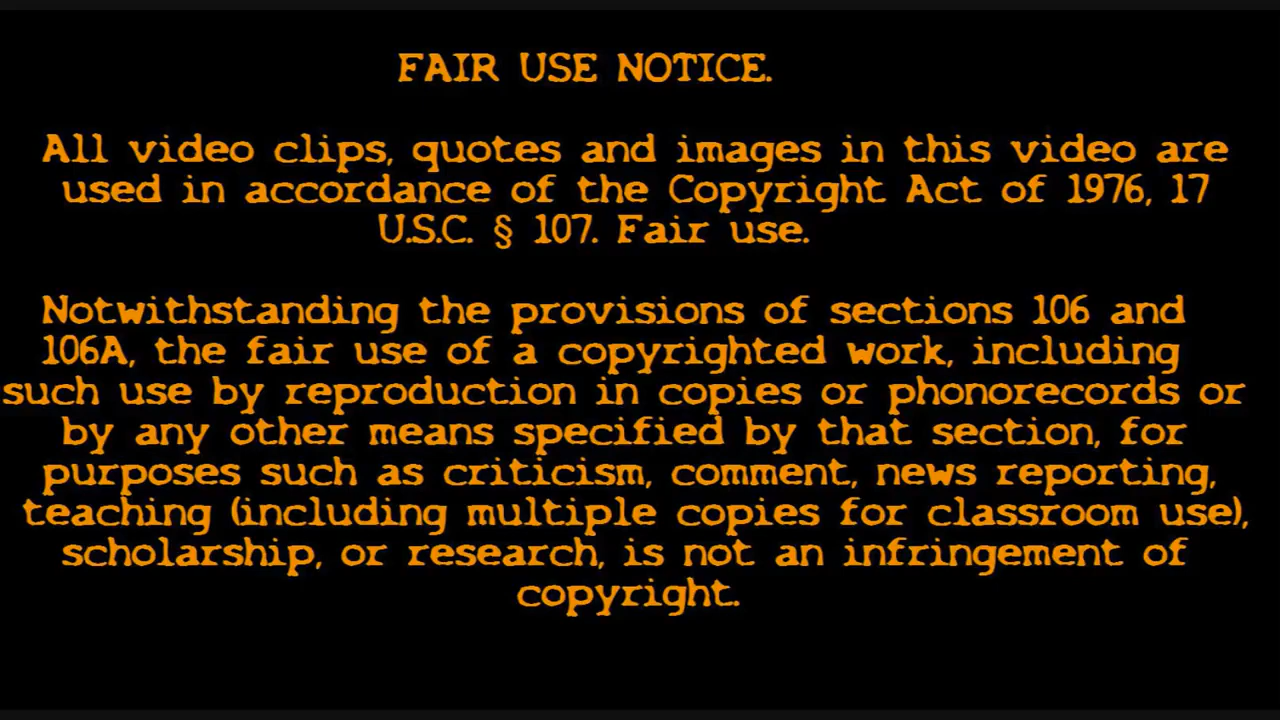 FAIR USE NOTICE.
All video clips, quotes and images in this video are
used in accordance of the Copyright Act of 1976, 17
U.S.C. § 107. Fair use.
Notwithstanding the provisions of sections 106 and
106A, the fair use of a copyrighted work, including
such use by reproduction in copies or phonorecords or
by any other means specified by that section, for
purposes such as criticism, comment, news reporting,
teaching (including multiple copies for classroom use),
scholarship, or research, is not an infringement of
copyright.